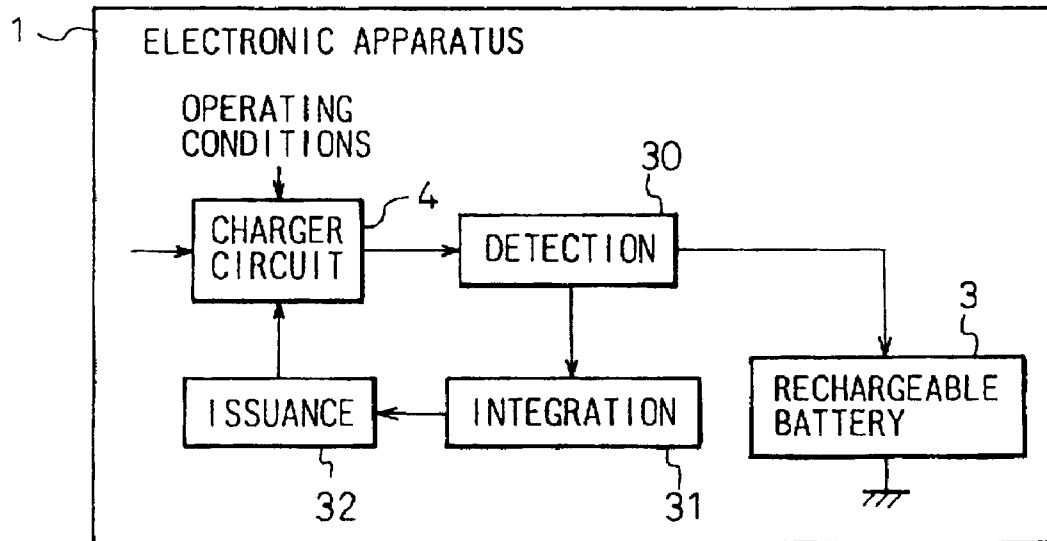 1
ELECTRONIC APPARATUS
OPERATING
CONDITIONS
4
30
CHARGER
CIRCUIT
DETECTION
3
ISSUANCE
INTEGRATION
RECHARGEABLE
BATTERY
32
31